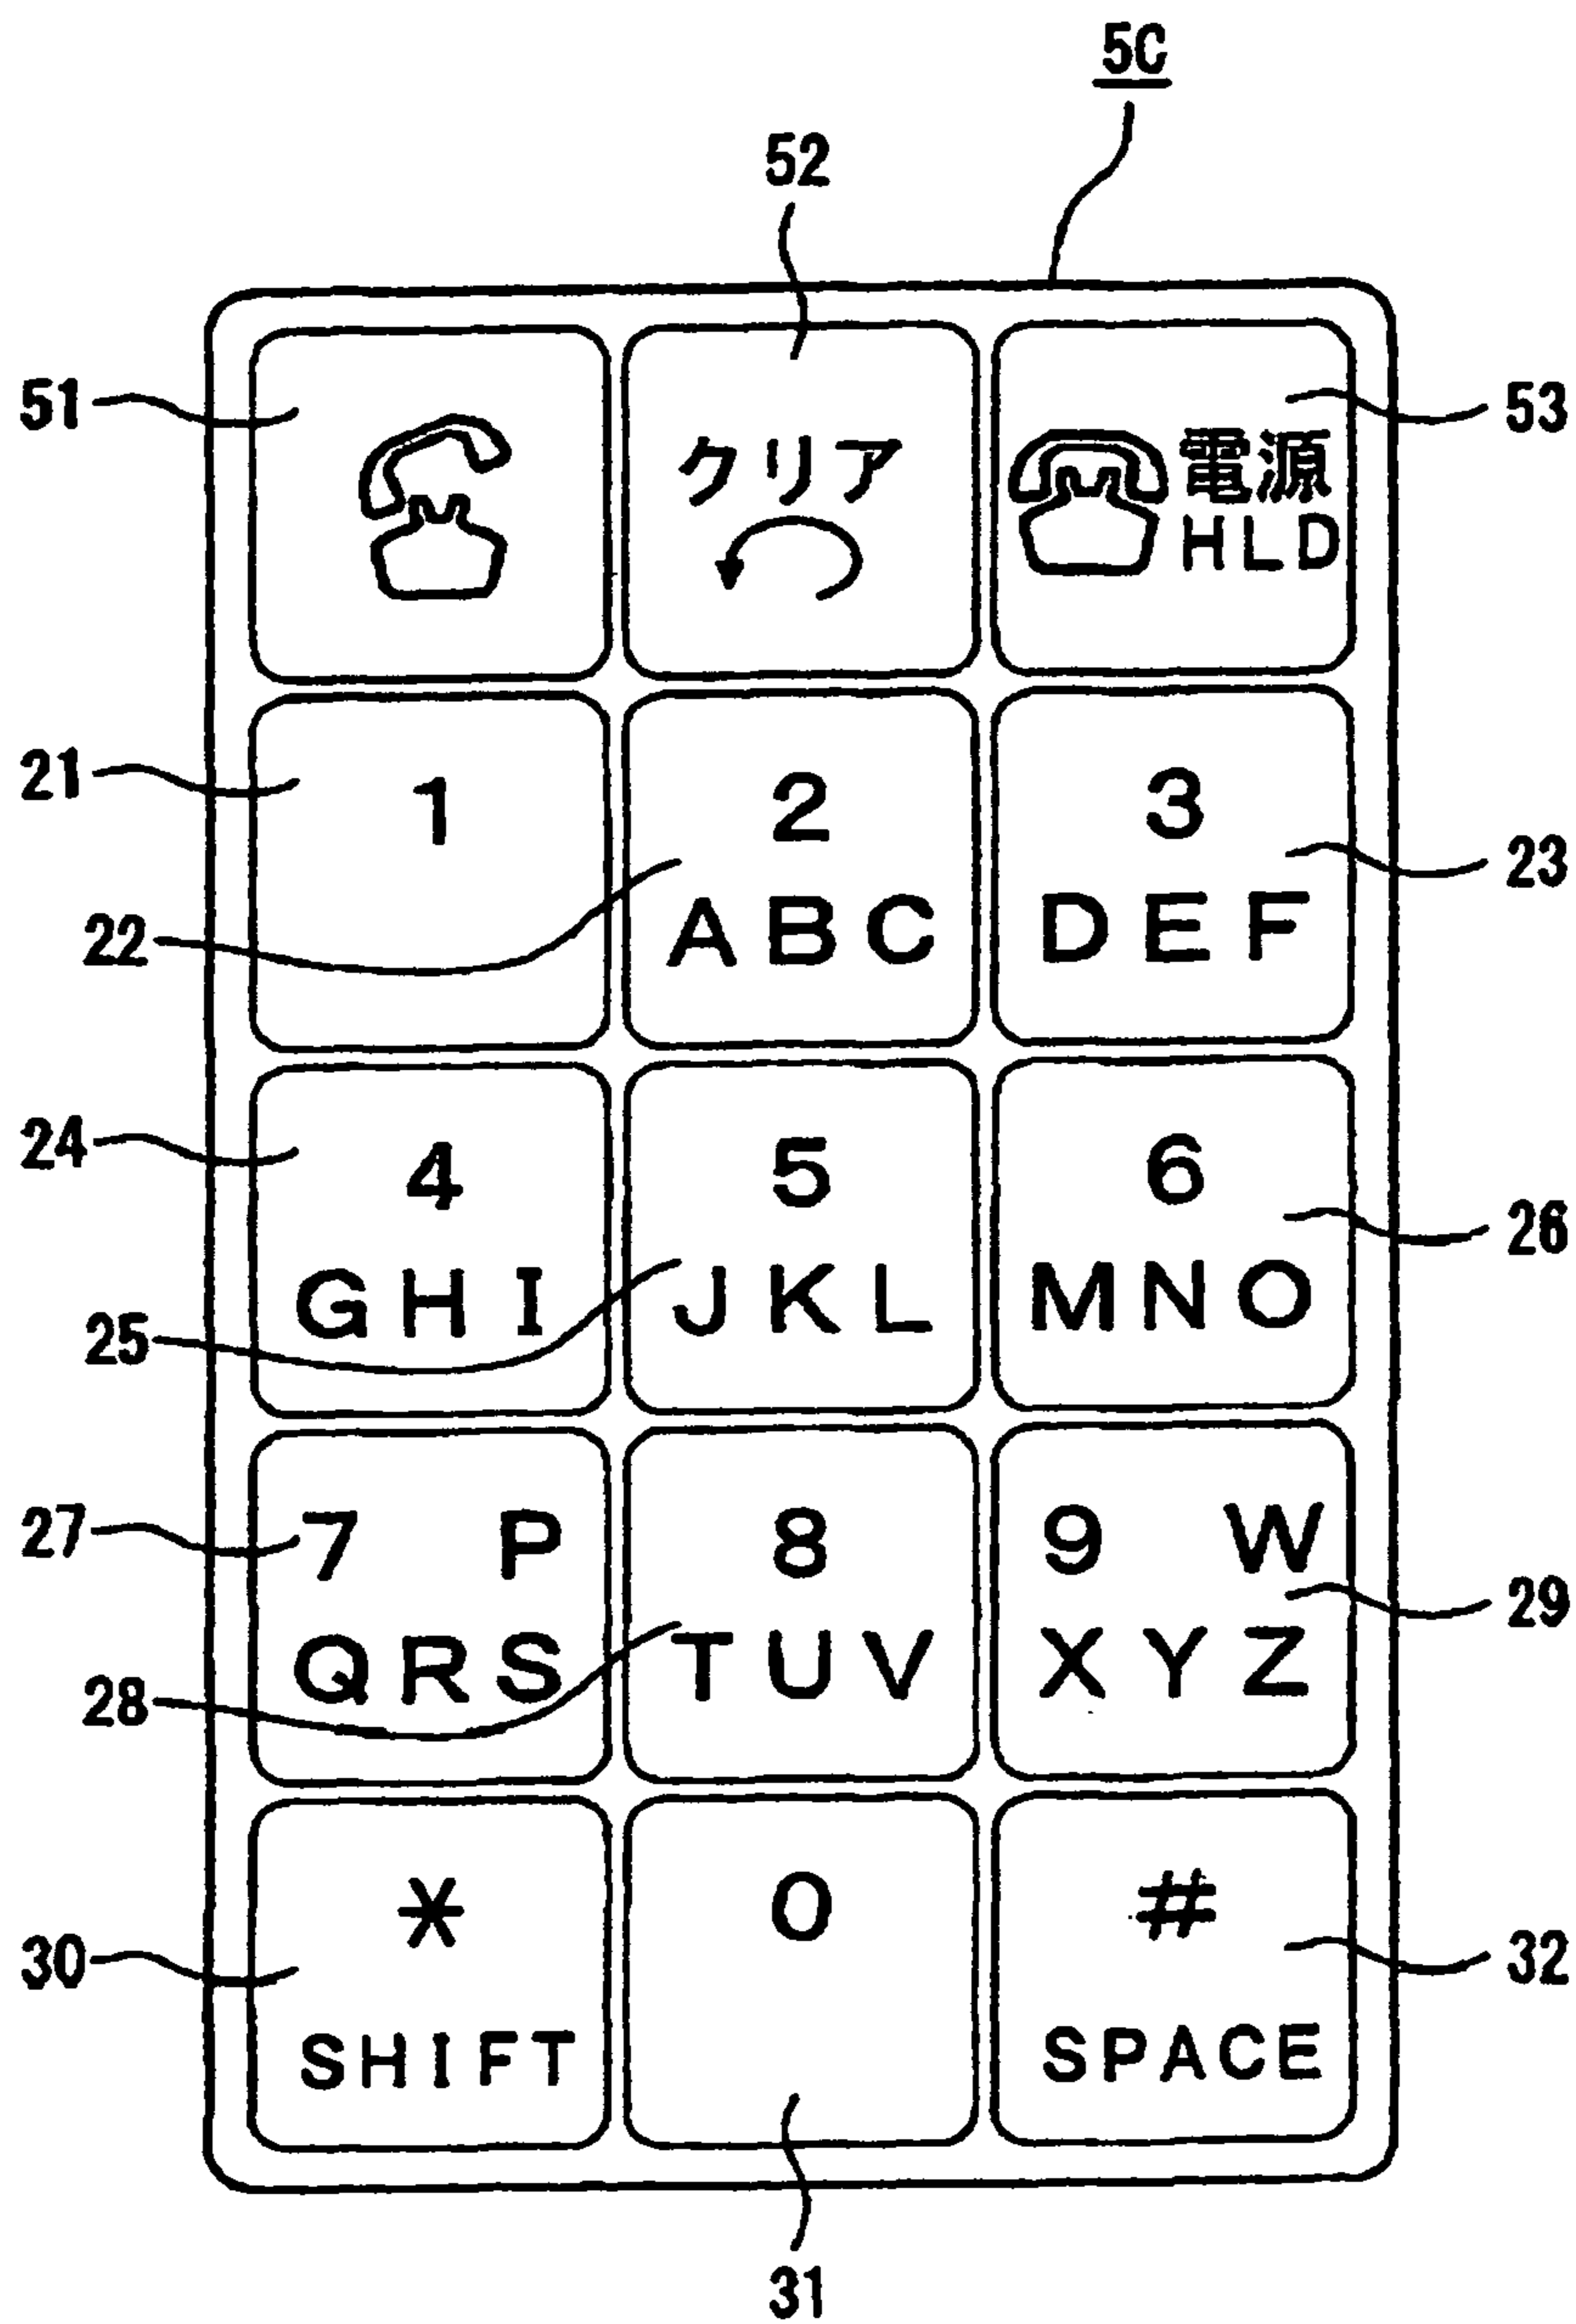 5C
52
51
クリア
電源
HLD
53
21
1
2
ABC
3
DEF
22
23
24
4
GHI
5
JKL
6
MNO
25
26
27
7 P
QRS
8
TUV
9 W
XYZ
28
29
30
*
SHIFT
0
#
SPACE
32
31